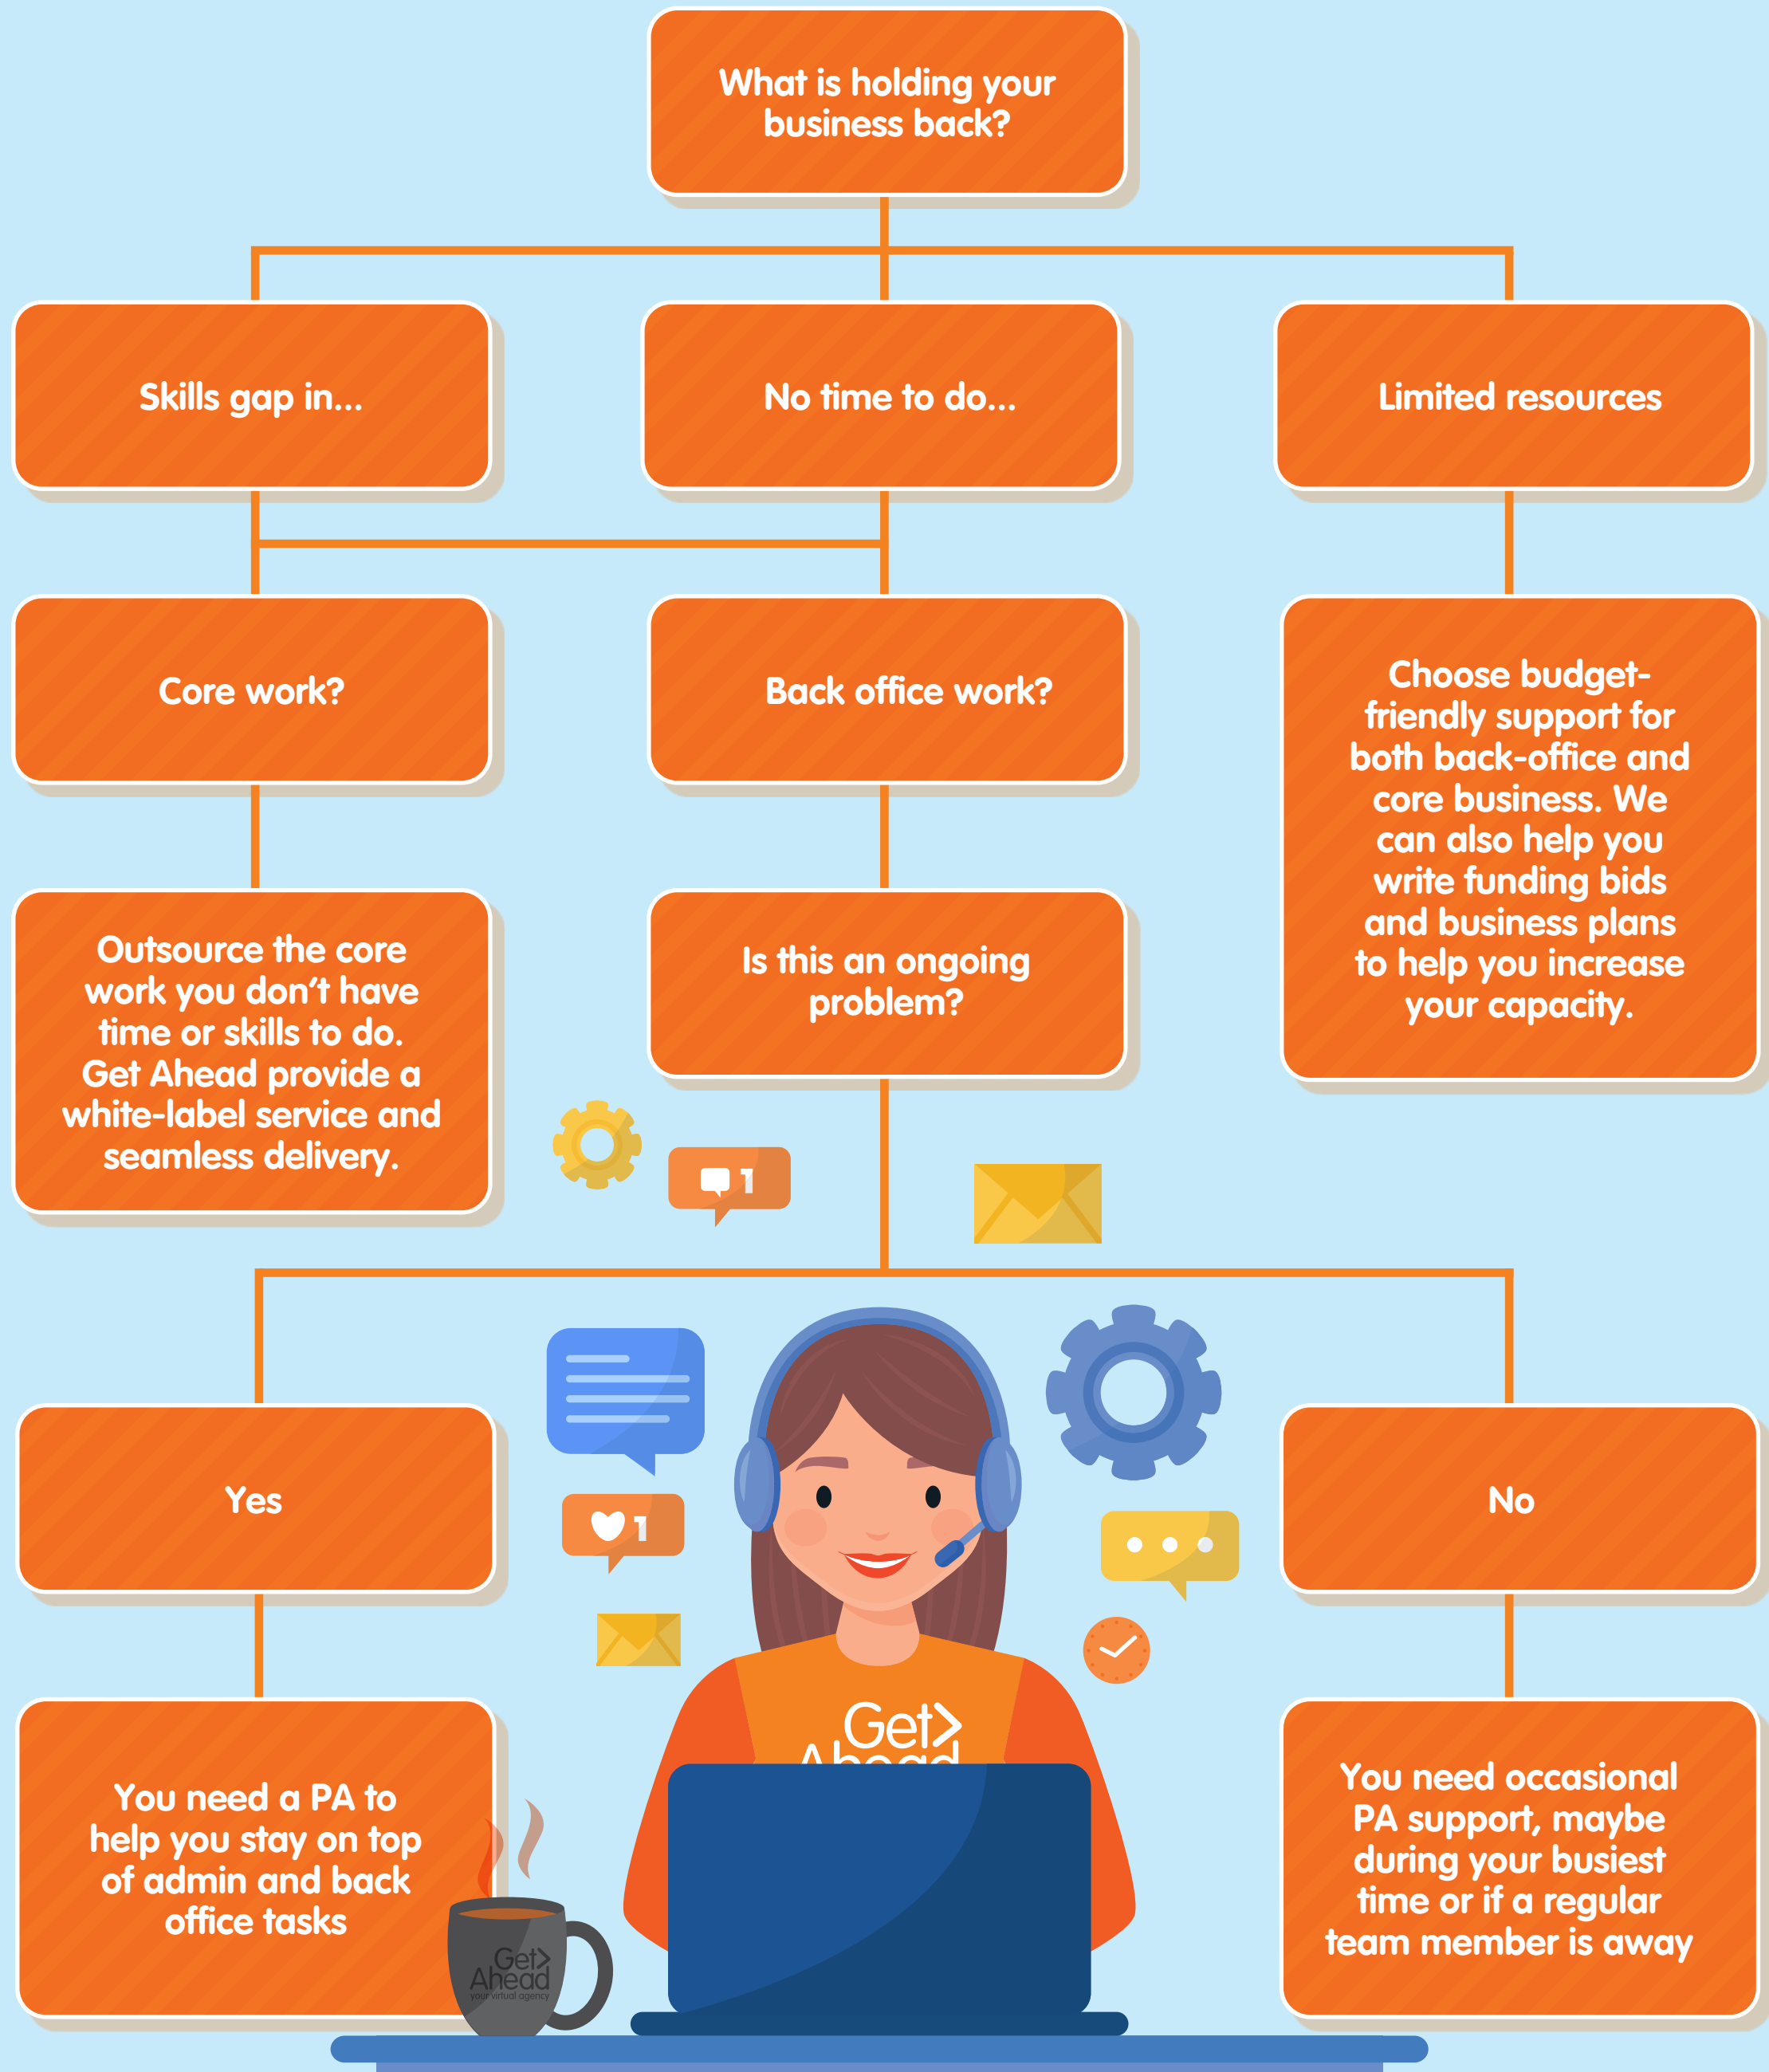 What is holding your
business back?
Skills gap in...
No time to do...
Limited resources
Core work?
Back office work?
Choose budget-
friendly support for
both back-office and
core business. We
can also help you
write funding bids
and business plans
to help you increase
your capacity.
Outsource the core
work you don't have
time or skills to do.
Get Ahead provide a
white-label service and
seamless delivery.
Is this an ongoing
problem?
1
1
Yes
No
Get
Ahead
You need a PA to
help you stay on top
of admin and back
office tasks
You need occasional
PA support, maybe
during your busiest
time or if a regular
team member is away
Get
Ahead
your virtual agency